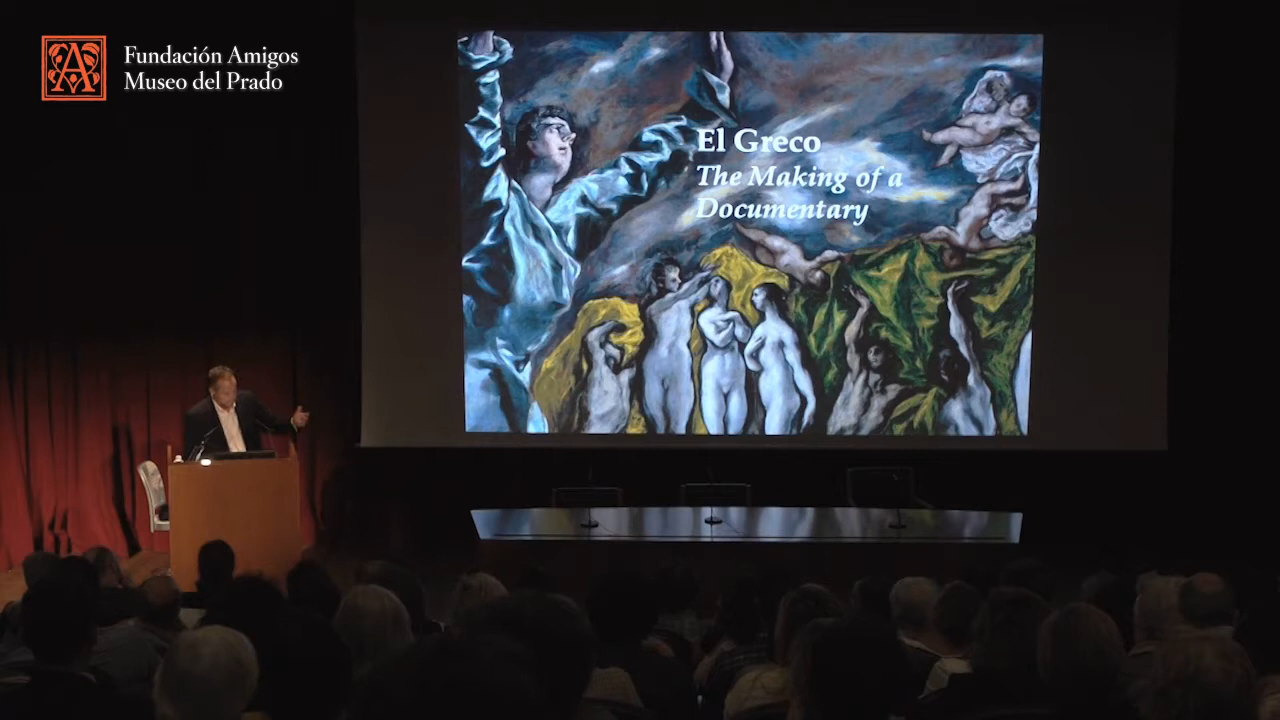 Fundación Amigos
Museo del Prado
El Greco
The Making of a
Documentary